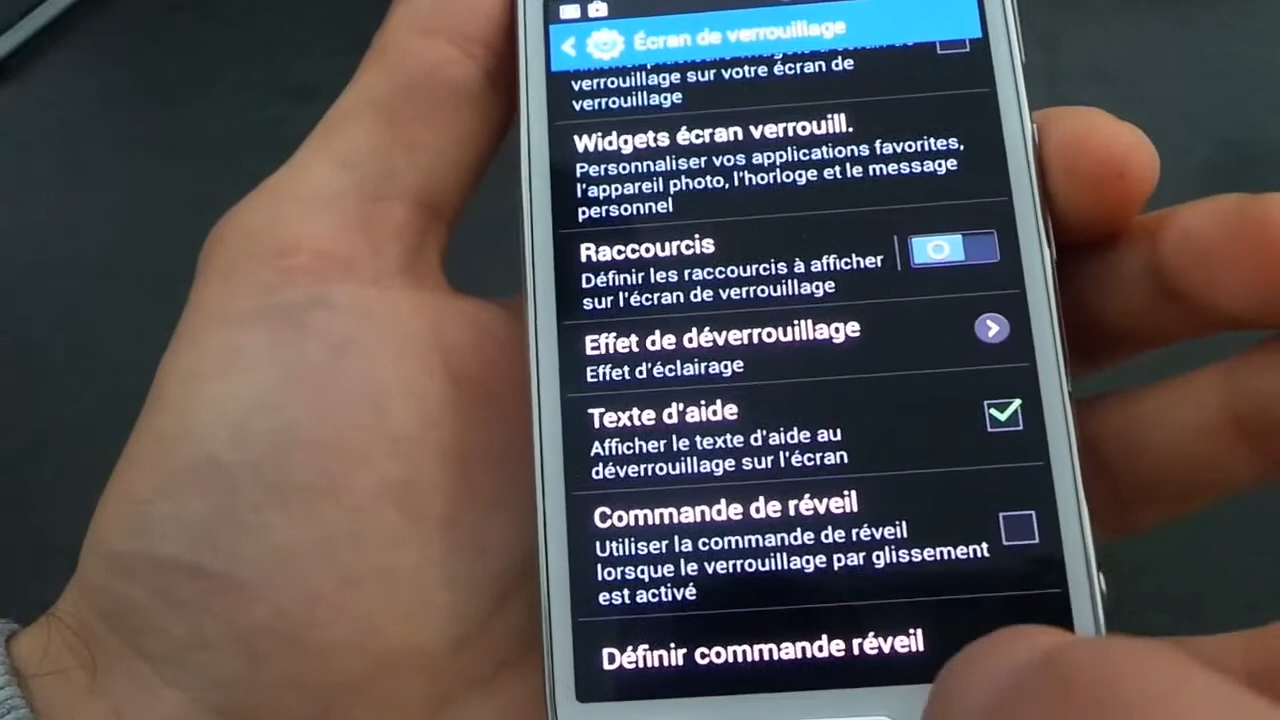 Écran de verrouillage
verrouillage sur votre écran de
verrouillage
Widgets écran verrouill.
Personnaliser vos applications favorites,
l'appareil photo, l'horloge et le message
personnel
Raccourcis
Définir les raccourcis à afficher
sur l'écran de verrouillage
Effet de déverrouillage
Effet d'éclairage
Texte d'aide
Afficher le texte d'aide au
déverrouillage sur l'écran
Commande de réveil
Utiliser la commande de réveil
lorsque le verrouillage par glissement
est activé
Définir commande réveil